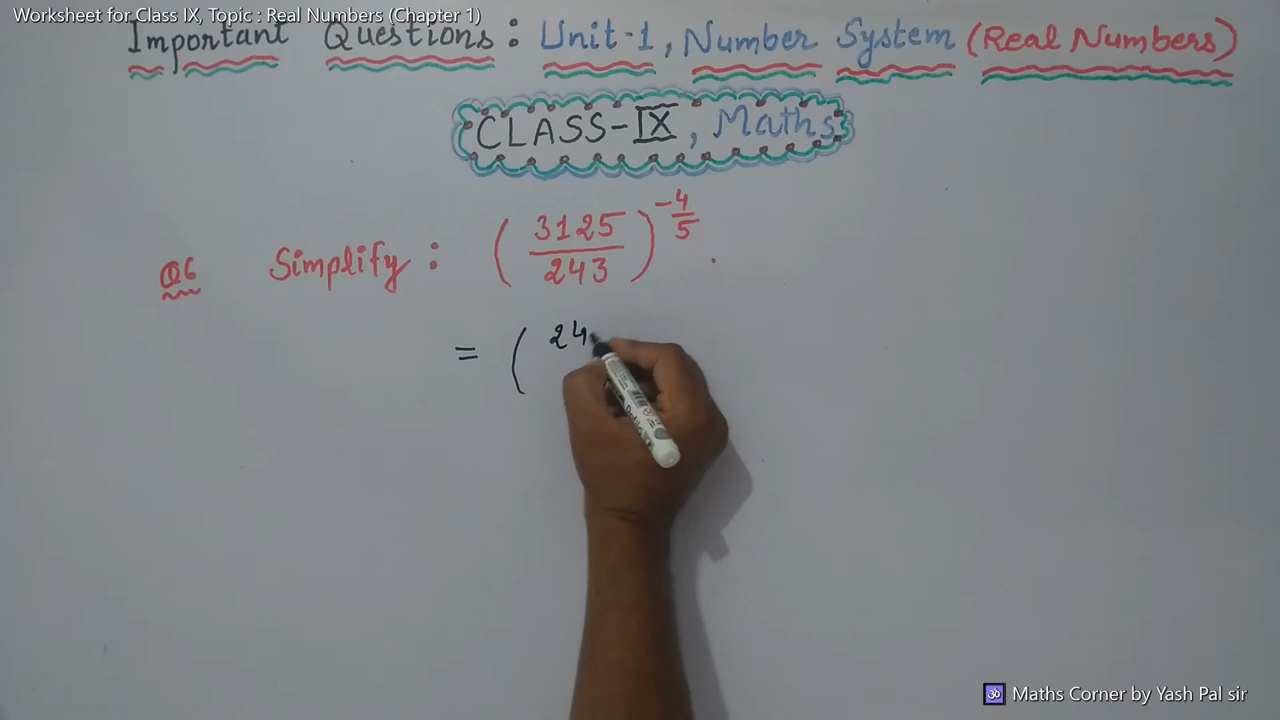 Worksheet for Class IX, Topic : Real Numbers (Chapter 1)
Important Questions : Unit-1, Number System (Real Numbers)
CLASS-IX, Maths
Q6 Simplify : (3125/243)^-4/5 .
= ( 24
Maths Corner by Yash Pal sir